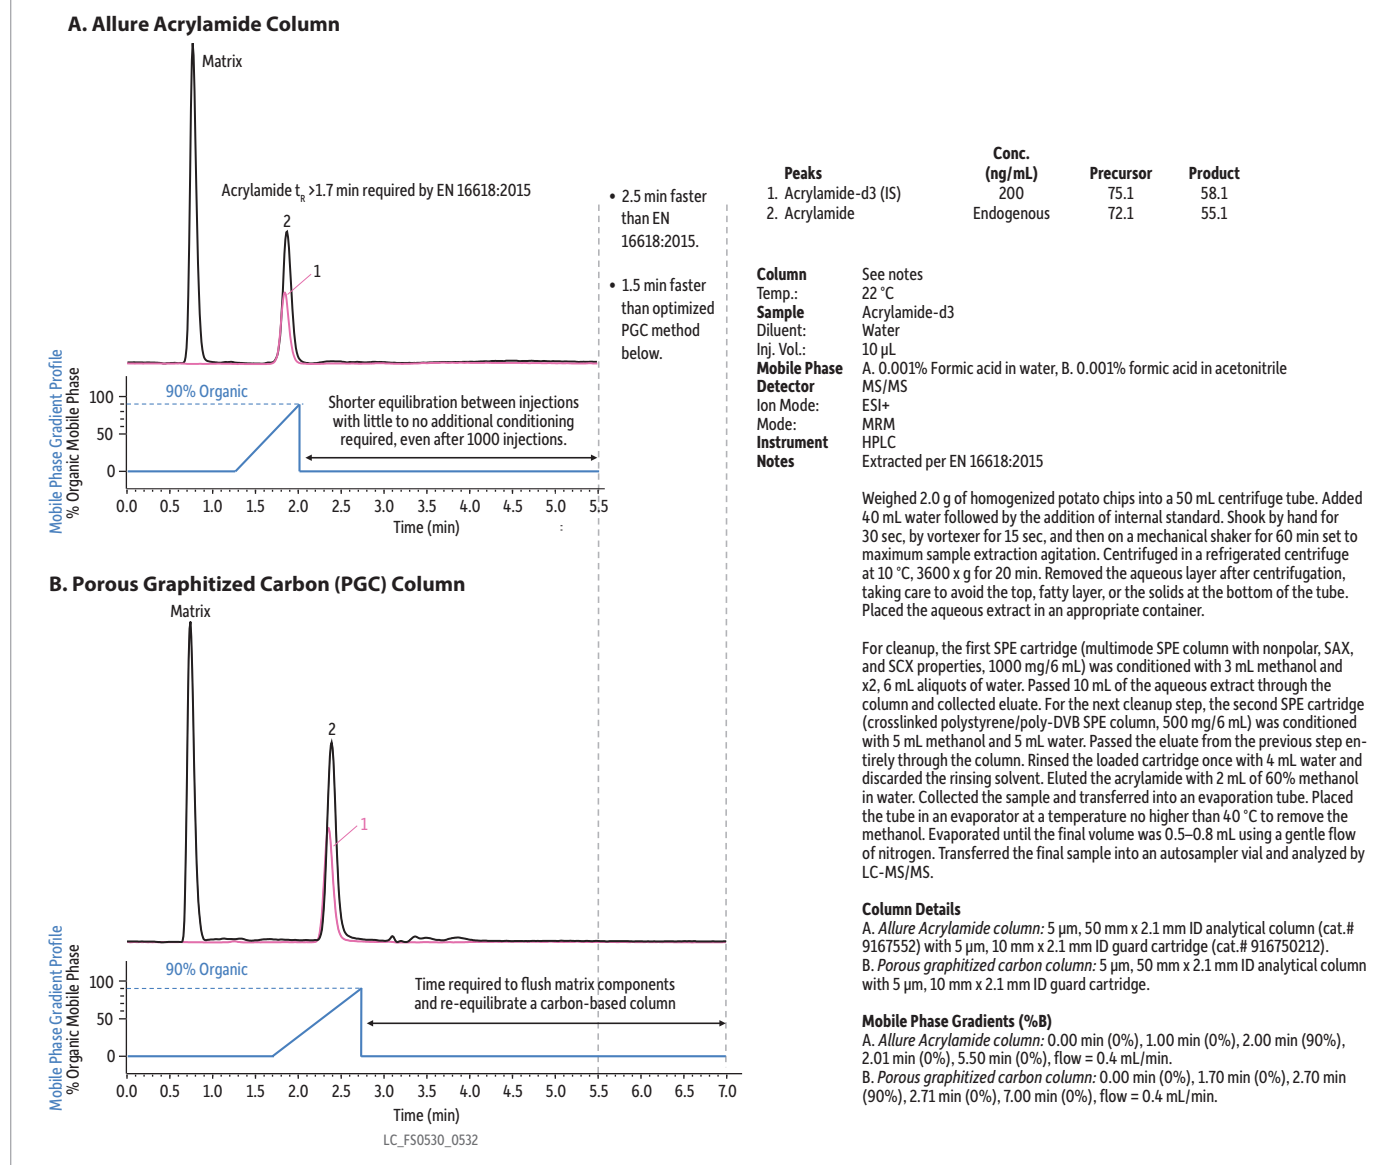 A. Allure Acrylamide Column
Matrix
Acrylamide tR >1.7 min required by EN 16618:2015
2
1
• 2.5 min faster
than EN
16618:2015.
• 1.5 min faster
than optimized
PGC method
below.
Mobile Phase Gradient Profile
% Organic Mobile Phase
90% Organic
100
50
0
Shorter equilibration between injections
with little to no additional conditioning
required, even after 1000 injections.
0.0 0.5 1.0 1.5 2.0 2.5 3.0 3.5 4.0 4.5 5.0 5.5
Time (min)
:
B. Porous Graphitized Carbon (PGC) Column
Matrix
2
1
Mobile Phase Gradient Profile
% Organic Mobile Phase
90% Organic
100
50
0
Time required to flush matrix components
and re-equilibrate a carbon-based column
0.0 0.5 1.0 1.5 2.0 2.5 3.0 3.5 4.0 4.5 5.0 5.5 6.0 6.5 7.0
Time (min)
LC_FS0530_0532
Conc.
Peaks (ng/mL) Precursor Product
1. Acrylamide-d3 (IS) 200 75.1 58.1
2. Acrylamide Endogenous 72.1 55.1
Column See notes
Temp.: 22 °C
Sample Acrylamide-d3
Diluent: Water
Inj. Vol.: 10 µL
Mobile Phase A. 0.001% Formic acid in water, B. 0.001% formic acid in acetonitrile
Detector MS/MS
Ion Mode: ESI+
Mode: MRM
Instrument HPLC
Notes Extracted per EN 16618:2015
Weighed 2.0 g of homogenized potato chips into a 50 mL centrifuge tube. Added
40 mL water followed by the addition of internal standard. Shook by hand for
30 sec, by vortexer for 15 sec, and then on a mechanical shaker for 60 min set to
maximum sample extraction agitation. Centrifuged in a refrigerated centrifuge
at 10 °C, 3600 x g for 20 min. Removed the aqueous layer after centrifugation,
taking care to avoid the top, fatty layer, or the solids at the bottom of the tube.
Placed the aqueous extract in an appropriate container.
For cleanup, the first SPE cartridge (multimode SPE column with nonpolar, SAX,
and SCX properties, 1000 mg/6 mL) was conditioned with 3 mL methanol and
x2, 6 mL aliquots of water. Passed 10 mL of the aqueous extract through the
column and collected eluate. For the next cleanup step, the second SPE cartridge
(crosslinked polystyrene/poly-DVB SPE column, 500 mg/6 mL) was conditioned
with 5 mL methanol and 5 mL water. Passed the eluate from the previous step en-
tirely through the column. Rinsed the loaded cartridge once with 4 mL water and
discarded the rinsing solvent. Eluted the acrylamide with 2 mL of 60% methanol
in water. Collected the sample and transferred into an evaporation tube. Placed
the tube in an evaporator at a temperature no higher than 40 °C to remove the
methanol. Evaporated until the final volume was 0.5–0.8 mL using a gentle flow
of nitrogen. Transferred the final sample into an autosampler vial and analyzed by
LC-MS/MS.
Column Details
A. Allure Acrylamide column: 5 µm, 50 mm x 2.1 mm ID analytical column (cat.#
9167552) with 5 µm, 10 mm x 2.1 mm ID guard cartridge (cat.# 916750212).
B. Porous graphitized carbon column: 5 µm, 50 mm x 2.1 mm ID analytical column
with 5 µm, 10 mm x 2.1 mm ID guard cartridge.
Mobile Phase Gradients (%B)
A. Allure Acrylamide column: 0.00 min (0%), 1.00 min (0%), 2.00 min (90%),
2.01 min (0%), 5.50 min (0%), flow = 0.4 mL/min.
B. Porous graphitized carbon column: 0.00 min (0%), 1.70 min (0%), 2.70 min
(90%), 2.71 min (0%), 7.00 min (0%), flow = 0.4 mL/min.